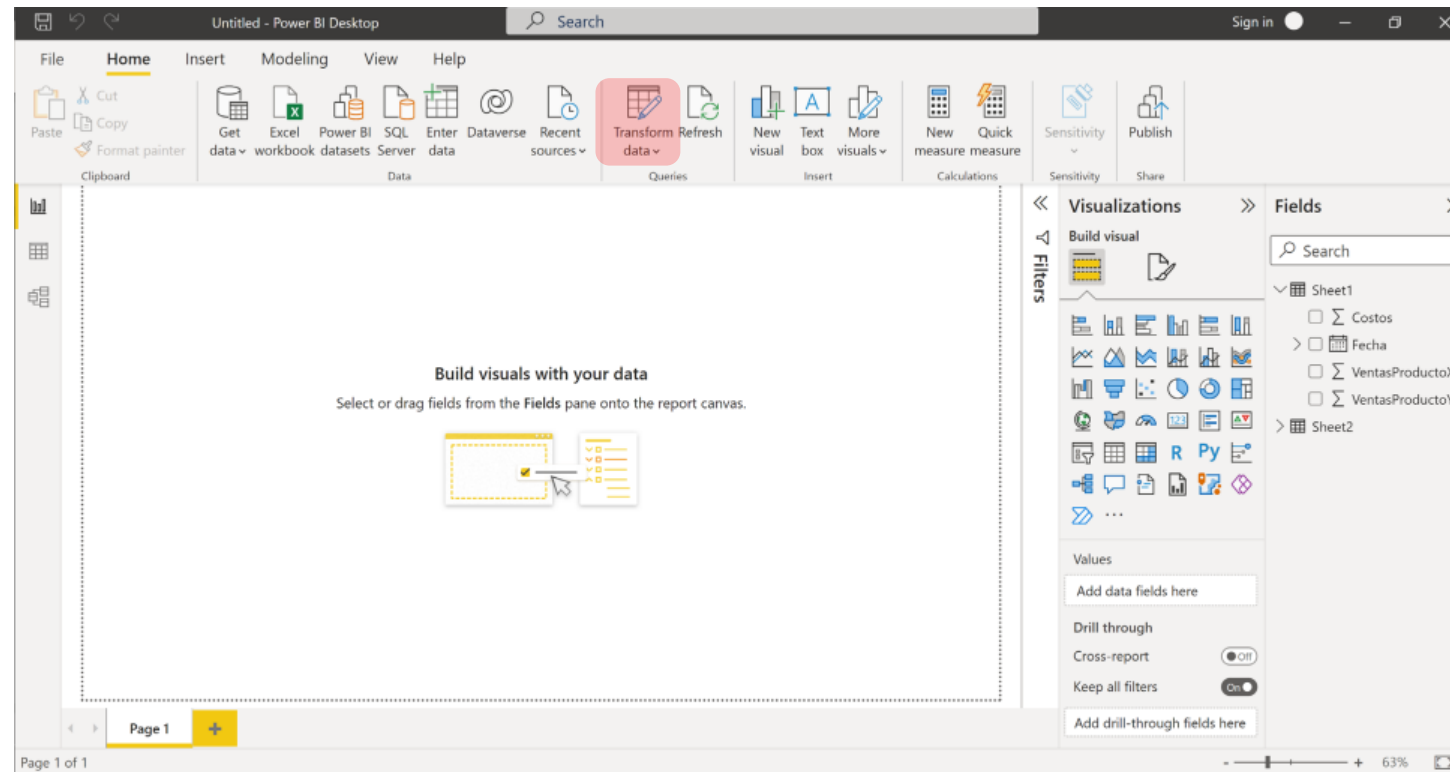 Untitled - Power BI Desktop
Search
Sign in
File Home Insert Modeling View Help
Paste
Cut
Copy
Format painter
Get data
Excel workbook
Power BI datasets
SQL Server
Enter data
Dataverse
Recent sources
Transform data
Refresh
New visual
Text box
More visuals
New measure
Quick measure
Sensitivity
Publish
Clipboard Data Queries Insert Calculations Sensitivity Share
Build visuals with your data
Select or drag fields from the Fields pane onto the report canvas.
Filters
Visualizations
Build visual
123
R Py
Values
Add data fields here
Drill through
Cross-report Off
Keep all filters On
Add drill-through fields here
Fields
Search
Sheet1
Costos
Fecha
VentasProductoX
VentasProductoY
Sheet2
Page 1
Page 1 of 1
63%